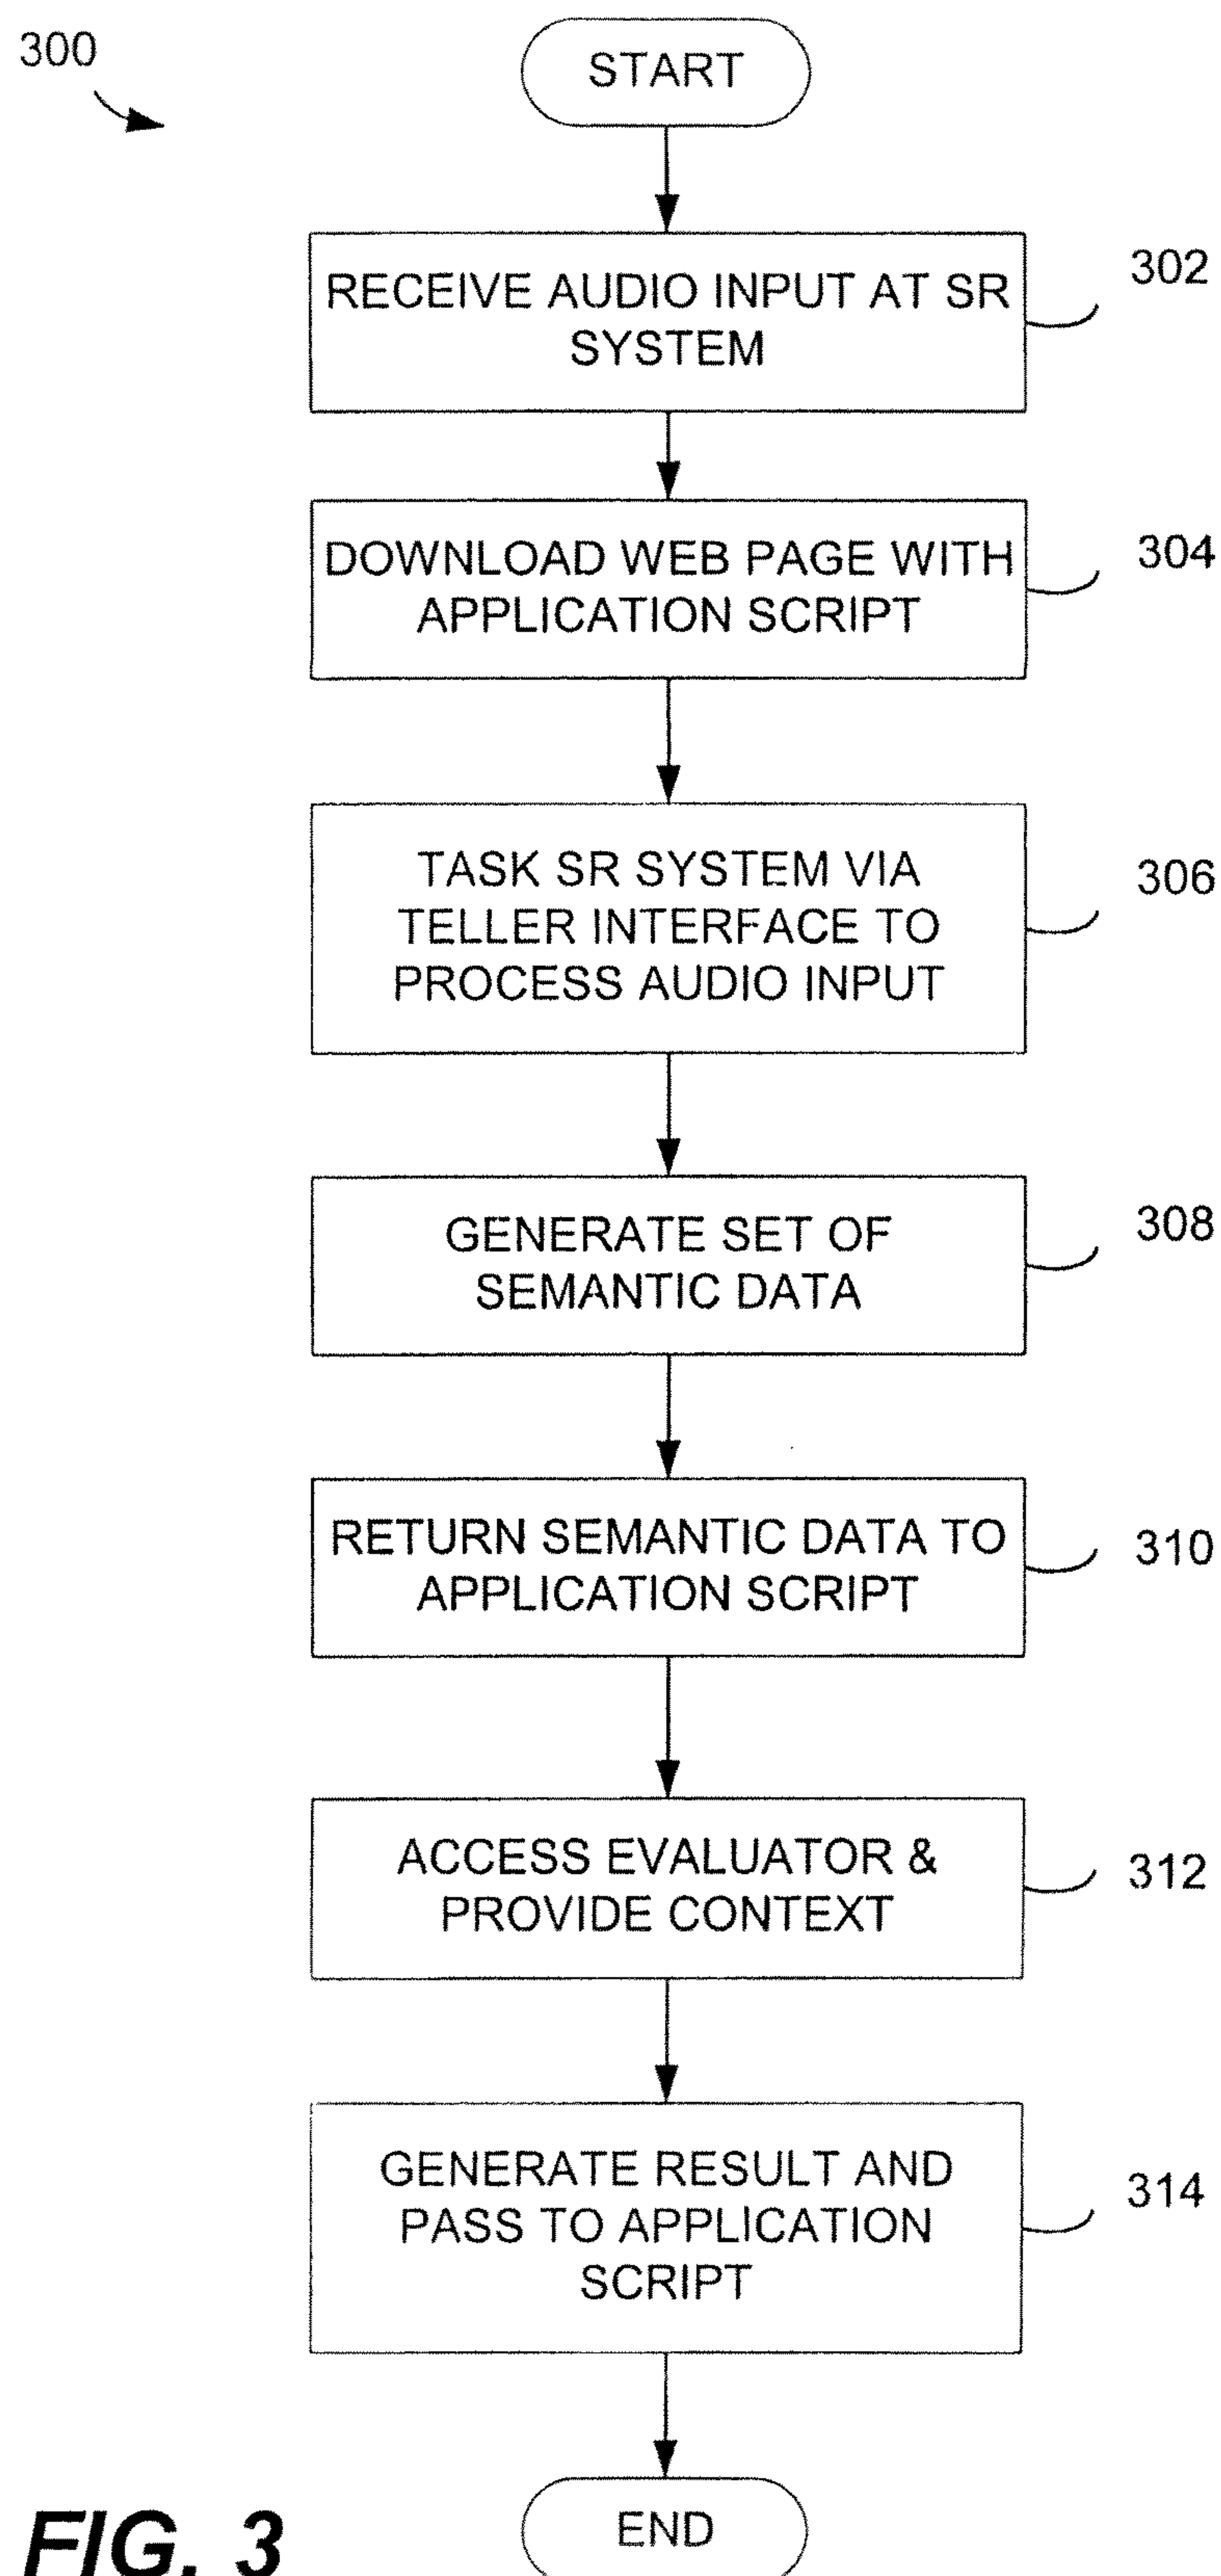 300
START
RECEIVE AUDIO INPUT AT SR
SYSTEM
302
DOWNLOAD WEB PAGE WITH
APPLICATION SCRIPT
304
TASK SR SYSTEM VIA
TELLER INTERFACE TO
PROCESS AUDIO INPUT
306
GENERATE SET OF
SEMANTIC DATA
308
RETURN SEMANTIC DATA TO
APPLICATION SCRIPT
310
ACCESS EVALUATOR &
PROVIDE CONTEXT
312
GENERATE RESULT AND
PASS TO APPLICATION
SCRIPT
314
END
FIG. 3